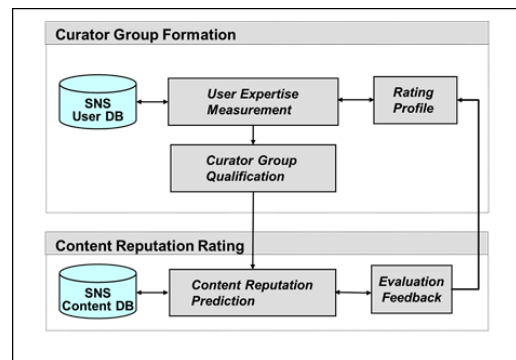 Curator Group Formation
SNS
User DB
User Expertise
Measurement
Rating
Profile
Curator Group
Qualification
Content Reputation Rating
SNS
Content DB
Content Reputation
Prediction
Evaluation
Feedback